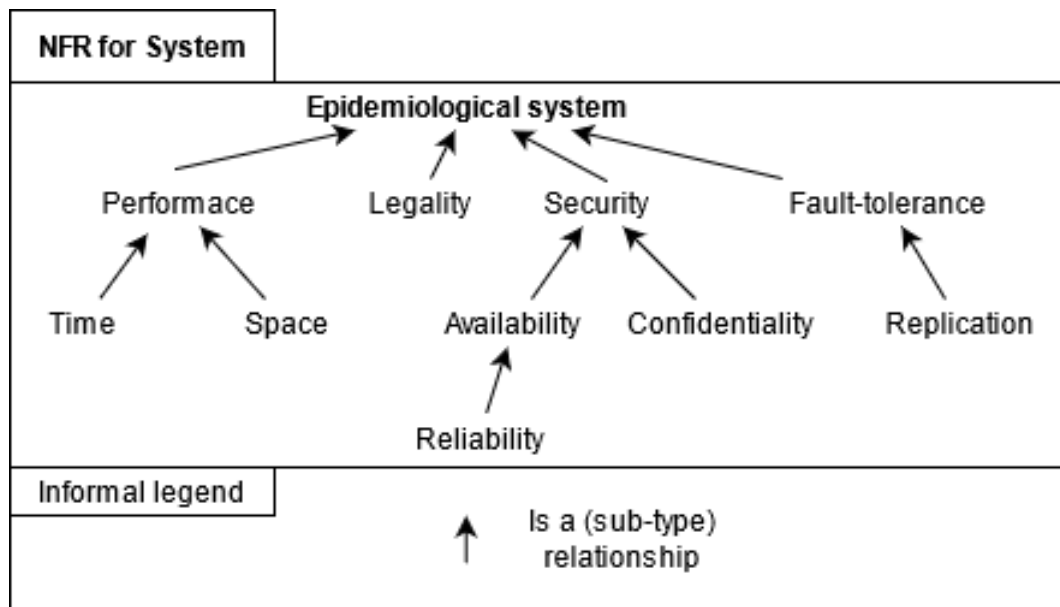 NFR for System
Epidemiological system
Performace
Legality
Security
Fault-tolerance
Time
Space
Availability
Confidentiality
Replication
Reliability
Informal legend
Is a (sub-type)
relationship